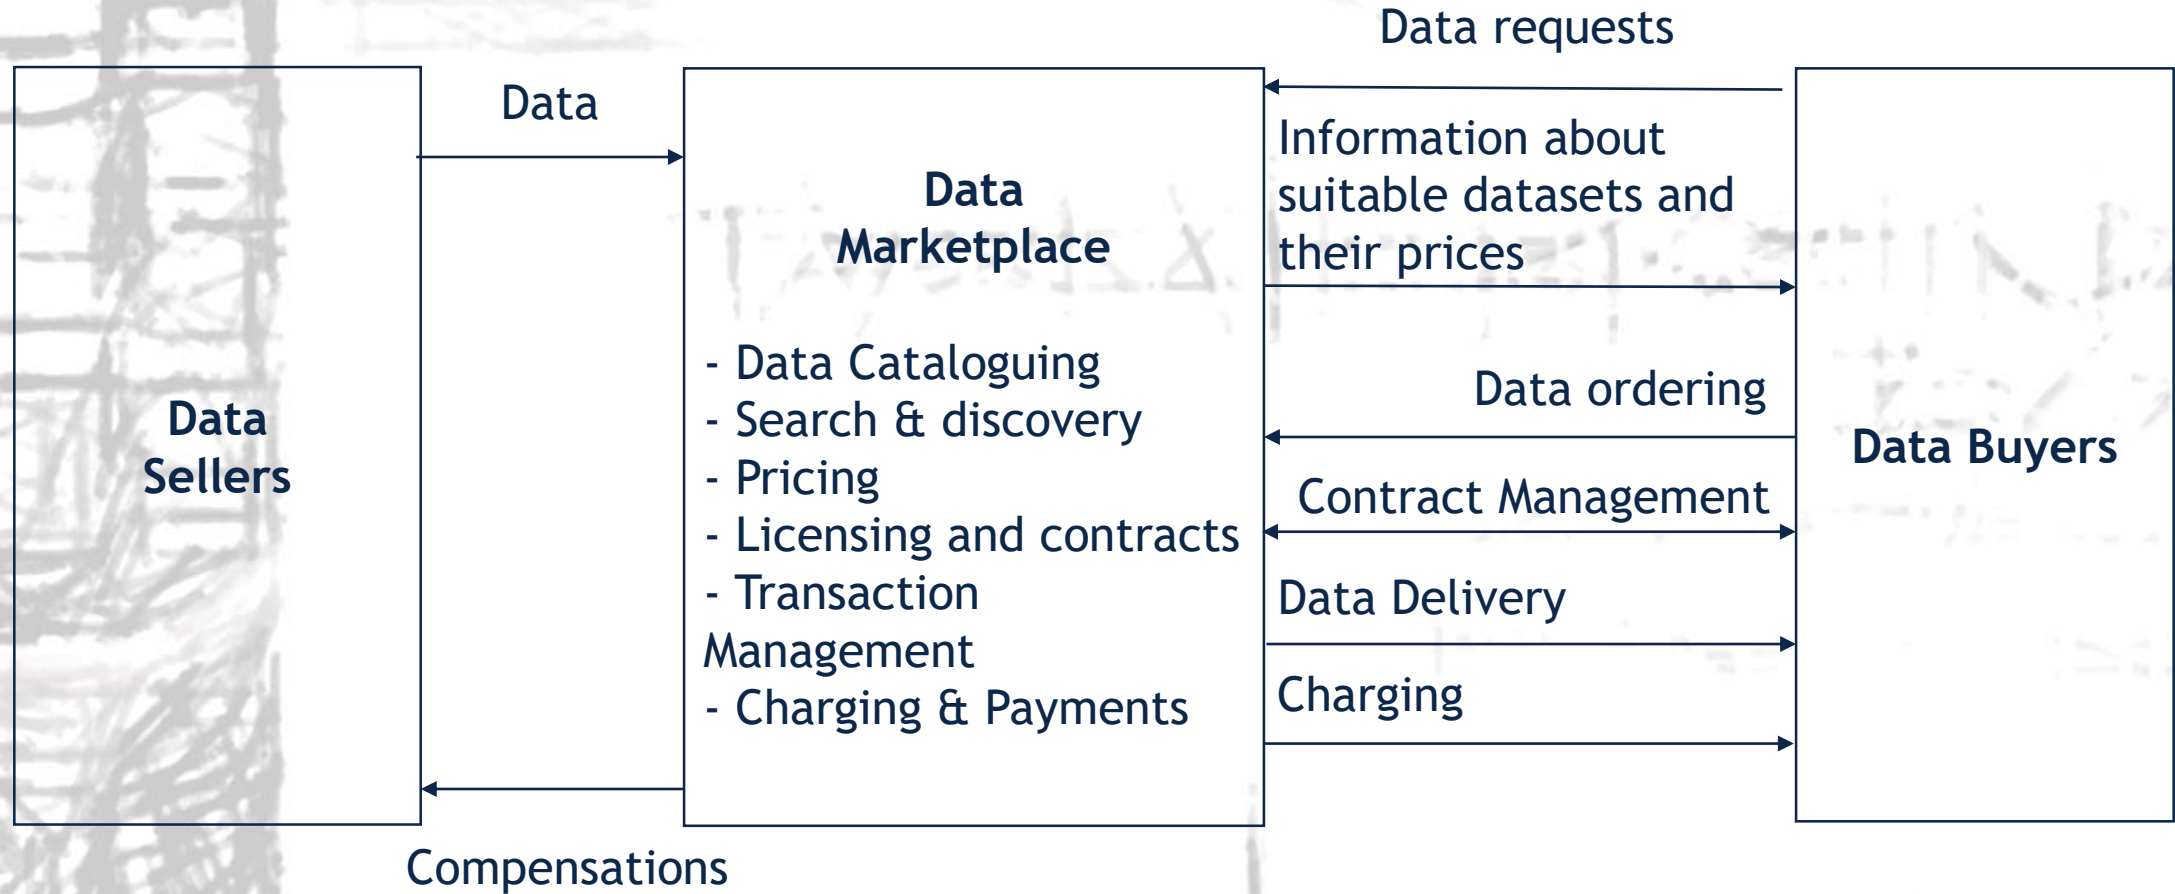 Data requests
Data
Information about
suitable datasets and
their prices
Data
Marketplace
- Data Cataloguing
- Search & discovery
- Pricing
- Licensing and contracts
- Transaction
Management
- Charging & Payments
Data
Sellers
Data ordering
Data Buyers
Contract Management
Data Delivery
Charging
Compensations